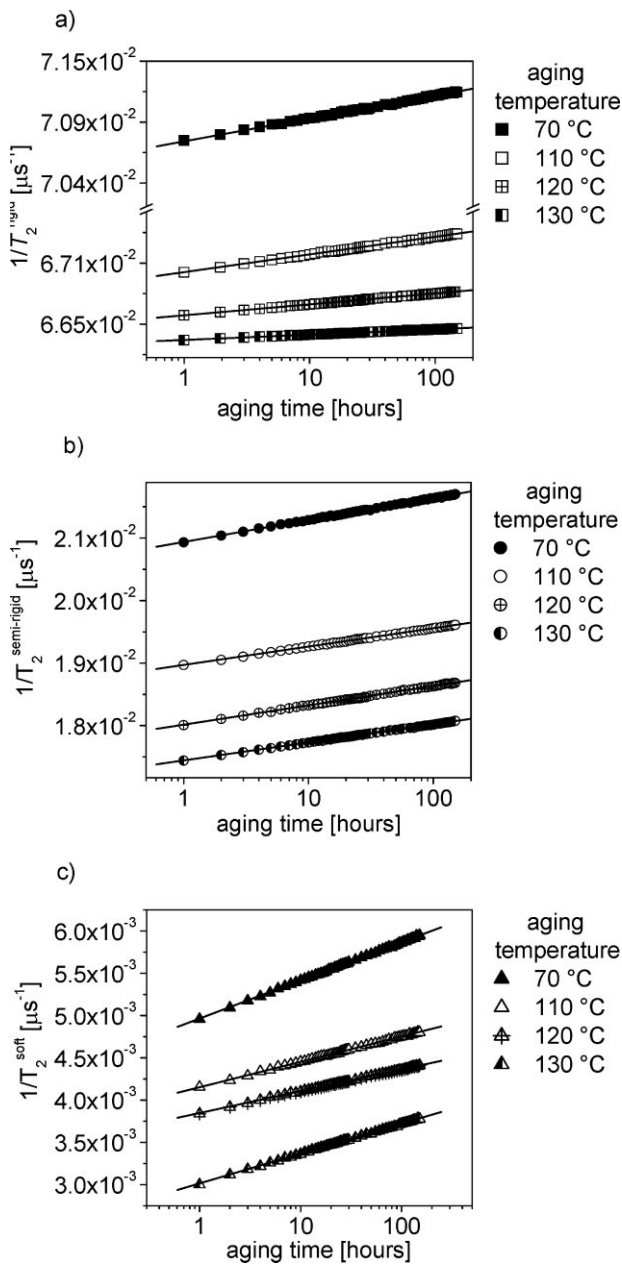 a)
7.15x10⁻²
7.09x10⁻²
7.04x10⁻²
6.71x10⁻²
6.65x10⁻²
1/T₂ʳⁱᵍⁱᵈ [µs⁻¹]
1 10 100
aging time [hours]
aging
temperature
70 °C
110 °C
120 °C
130 °C
b)
2.1x10⁻²
2.0x10⁻²
1.9x10⁻²
1.8x10⁻²
1/T₂ˢᵉᵐⁱ⁻ʳⁱᵍⁱᵈ [µs⁻¹]
1 10 100
aging time [hours]
aging
temperature
70 °C
110 °C
120 °C
130 °C
c)
6.0x10⁻³
5.5x10⁻³
5.0x10⁻³
4.5x10⁻³
4.0x10⁻³
3.5x10⁻³
3.0x10⁻³
1/T₂ˢᵒᶠᵗ [µs⁻¹]
1 10 100
aging time [hours]
aging
temperature
70 °C
110 °C
120 °C
130 °C